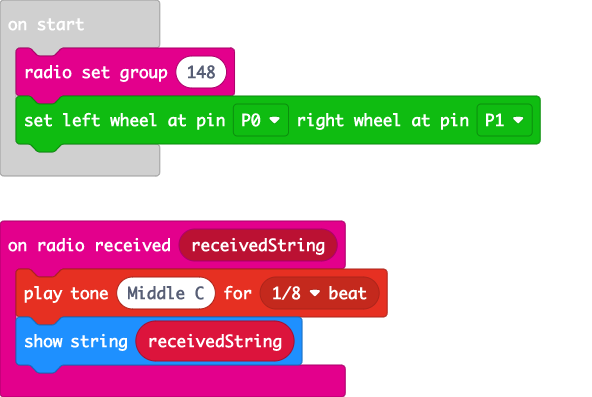 on start
radio set group 148
set left wheel at pin P0 right wheel at pin P1
on radio received receivedString
play tone Middle C for 1/8 beat
show string receivedString